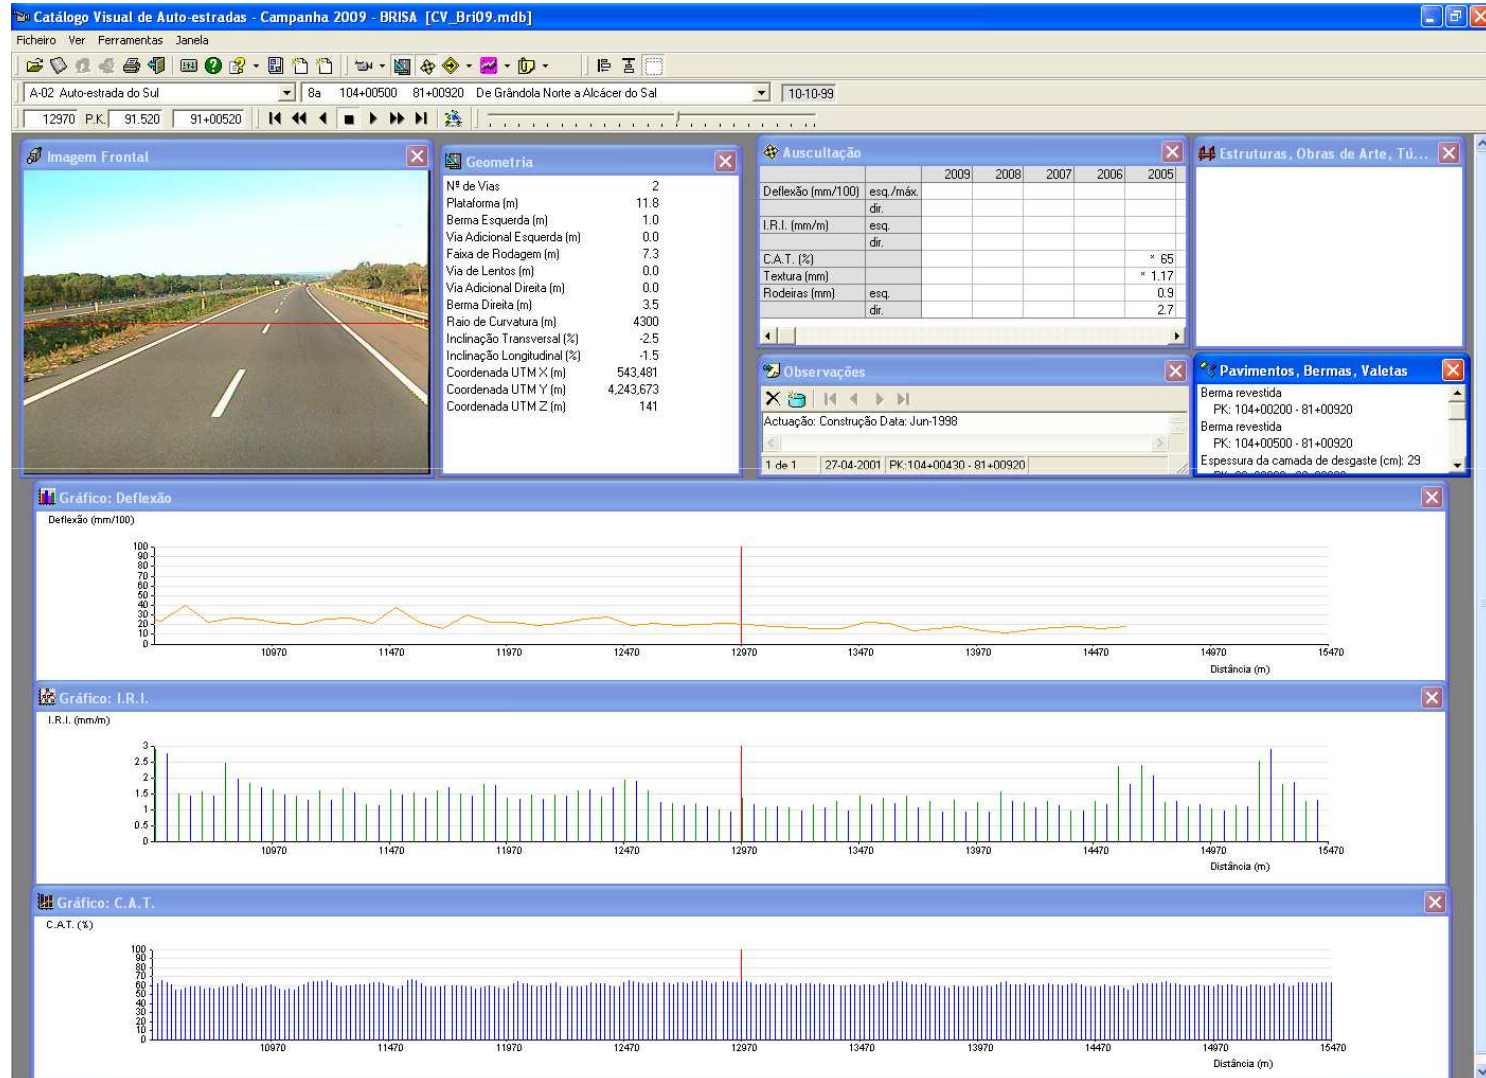 Catálogo Visual de Auto-estradas - Campanha 2009 - BRISA [CV_Bri09.mdb]
Ficheiro Ver Ferramentas Janela
A-02 Auto-estrada do Sul 8a 104+00500 81+00920 De Grândola Norte a Alcácer do Sal 10-10-99
12970 P.K. 91.520 91+00520
Imagem Frontal
Geometria
Nº de Vias 2
Plataforma (m) 11.8
Berma Esquerda (m) 1.0
Via Adicional Esquerda (m) 0.0
Faixa de Rodagem (m) 7.3
Via de Lentos (m) 0.0
Via Adicional Direita (m) 0.0
Berma Direita (m) 3.5
Raio de Curvatura (m) 4300
Inclinação Transversal (%) -2.5
Inclinação Longitudinal (%) -1.5
Coordenada UTM X (m) 543,481
Coordenada UTM Y (m) 4,243,673
Coordenada UTM Z (m) 141
Auscultação
2009 2008 2007 2006 2005
Deflexão (mm/100) esq./máx.
dir.
I.R.I. (mm/m) esq.
dir.
C.A.T. (%) * 65
Textura (mm) * 1.17
Rodeiras (mm) esq. 0.9
dir. 2.7
Estruturas, Obras de Arte, Tú...
Observações
Actuação: Construção Data: Jun-1998
1 de 1 27-04-2001 PK:104+00430 - 81+00920
Pavimentos, Bermas, Valetas
Berma revestida
PK: 104+00200 - 81+00920
Berma revestida
PK: 104+00500 - 81+00920
Espessura da camada de desgaste (cm): 29
Gráfico: Deflexão
Deflexão (mm/100)
100
90
80
70
60
50
40
30
20
10
0
10970 11470 11970 12470 12970 13470 13970 14470 14970 15470
Distância (m)
Gráfico: I.R.I.
I.R.I. (mm/m)
3
2.5
2
1.5
1
0.5
0
10970 11470 11970 12470 12970 13470 13970 14470 14970 15470
Distância (m)
Gráfico: C.A.T.
C.A.T. (%)
100
90
80
70
60
50
40
30
20
10
0
10970 11470 11970 12470 12970 13470 13970 14470 14970 15470
Distância (m)